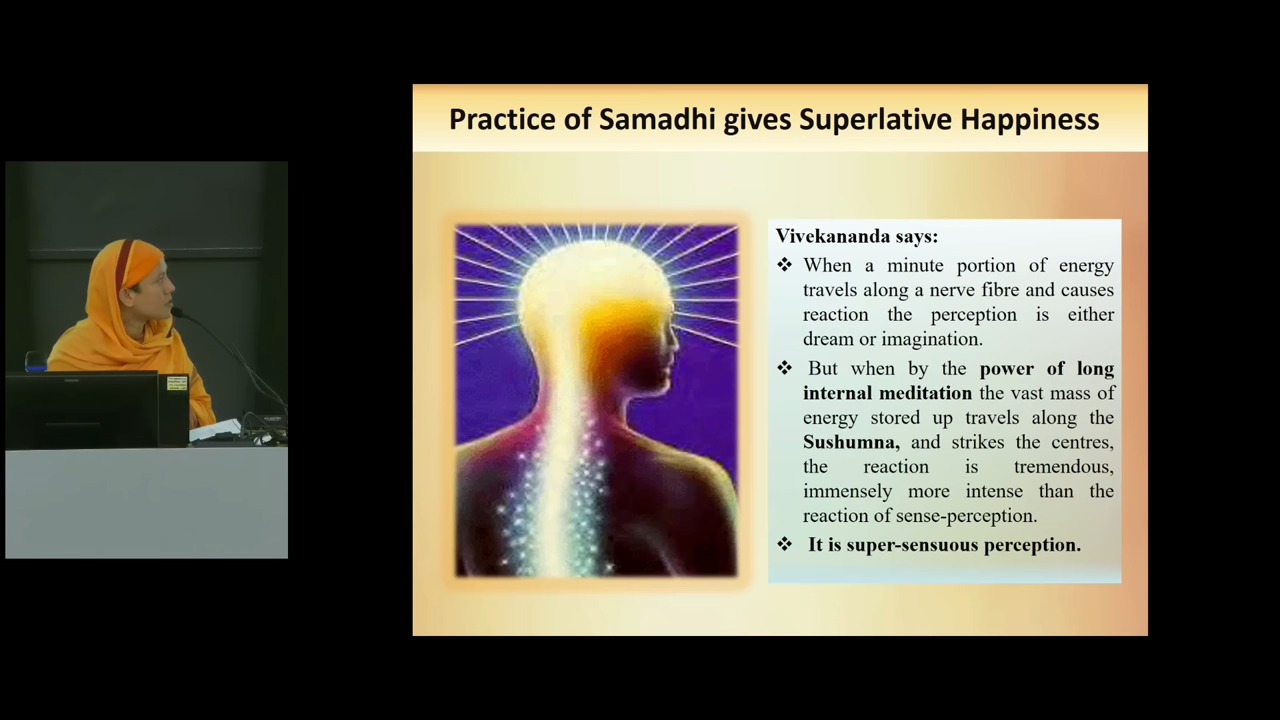 Practice of Samadhi gives Superlative Happiness
Vivekananda says:
❖ When a minute portion of energy
travels along a nerve fibre and causes
reaction the perception is either
dream or imagination.
❖ But when by the power of long
internal meditation the vast mass of
energy stored up travels along the
Sushumna, and strikes the centres,
the reaction is tremendous,
immensely more intense than the
reaction of sense-perception.
❖ It is super-sensuous perception.